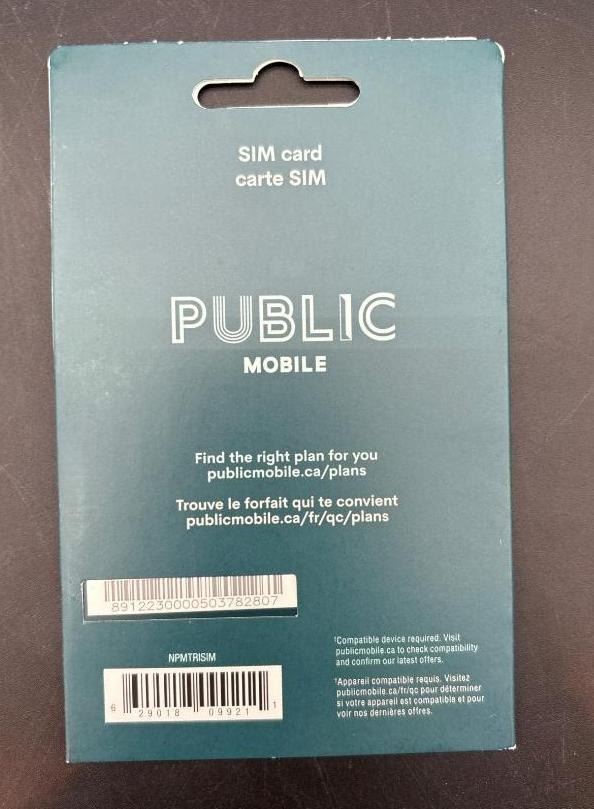 SIM card
carte SIM
PUBLIC
MOBILE
Find the right plan for you
publicmobile.ca/plans
Trouve le forfait qui te convient
publicmobile.ca/fr/qc/plans
8912230000503782807
NPMTRISIM
6 29018 09921 1
¹Compatible device required. Visit
publicmobile.ca to check compatibility
and confirm our latest offers.
¹Appareil compatible requis. Visitez
publicmobile.ca/fr/qc pour déterminer
si votre appareil est compatible et pour
voir nos dernières offres.